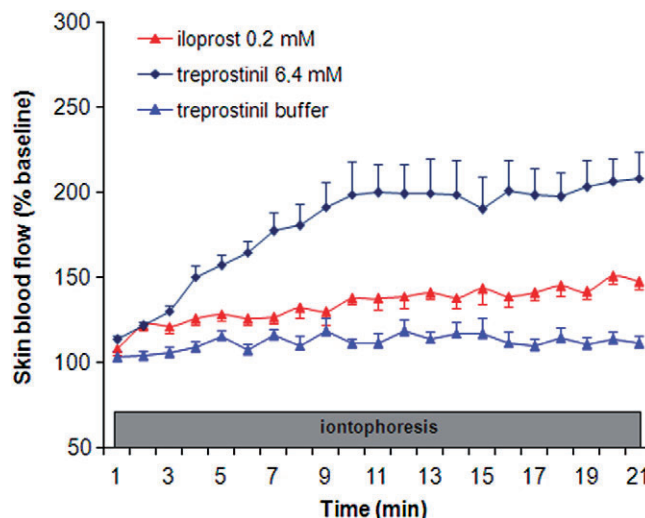 300
250
200
150
100
50
Skin blood flow (% baseline)
iloprost 0.2 mM
treprostinil 6.4 mM
treprostinil buffer
iontophoresis
1 3 5 7 9 11 13 15 17 19 21
Time (min)